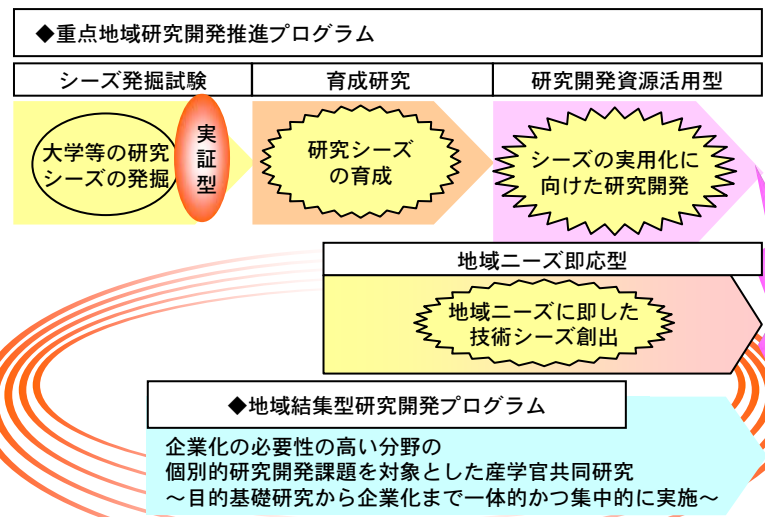 ◆重点地域研究開発推進プログラム
シーズ発掘試験
育成研究
研究開発資源活用型
大学等の研究
シーズの発掘
実証型
研究シーズ
の育成
シーズの実用化に
向けた研究開発
地域ニーズ即応型
地域ニーズに即した
技術シーズ創出
◆地域結集型研究開発プログラム
企業化の必要性の高い分野の
個別的研究開発課題を対象とした産学官共同研究
～目的基礎研究から企業化まで一体的かつ集中的に実施～